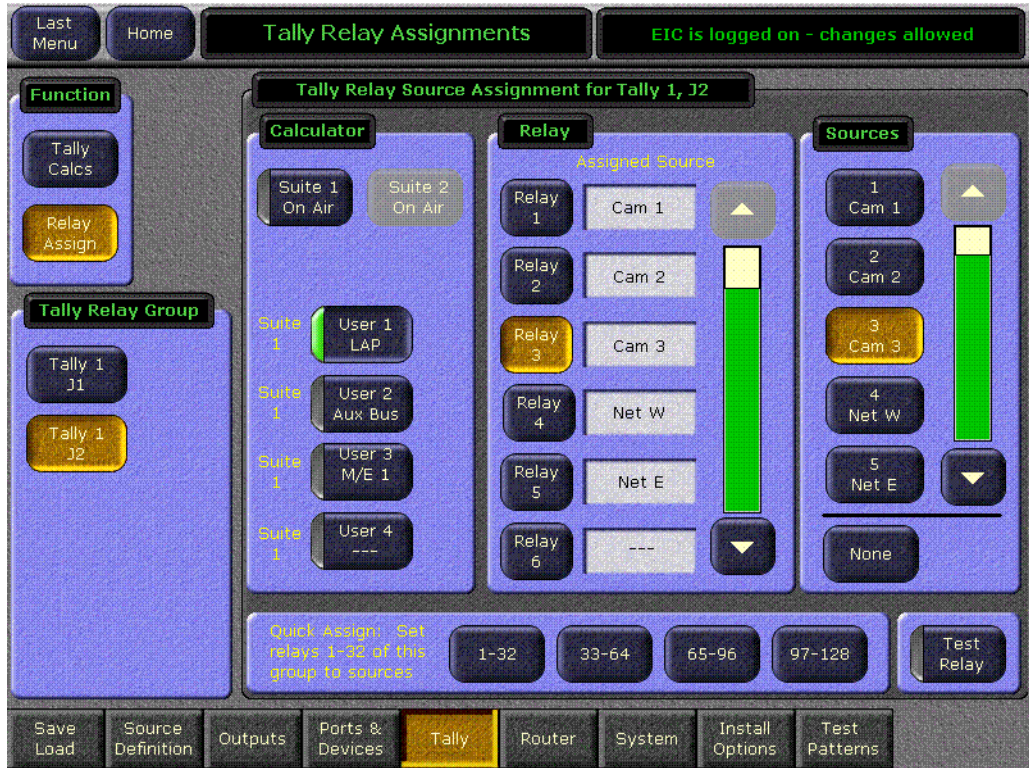 Last
Menu
Home
Tally Relay Assignments
EIC is logged on - changes allowed
Function
Tally
Calcs
Relay
Assign
Tally Relay Group
Tally 1
J1
Tally 1
J2
Tally Relay Source Assignment for Tally 1, J2
Calculator
Suite 1
On Air
Suite 2
On Air
Suite
1
User 1
LAP
Suite
1
User 2
Aux Bus
Suite
1
User 3
M/E 1
Suite
1
User 4
---
Relay
Assigned Source
Relay
1
Cam 1
Relay
2
Cam 2
Relay
3
Cam 3
Relay
4
Net W
Relay
5
Net E
Relay
6
---
Sources
1
Cam 1
2
Cam 2
3
Cam 3
4
Net W
5
Net E
None
Quick Assign: Set
relays 1-32 of this
group to sources
1-32
33-64
65-96
97-128
Test
Relay
Save
Load
Source
Definition
Outputs
Ports &
Devices
Tally
Router
System
Install
Options
Test
Patterns